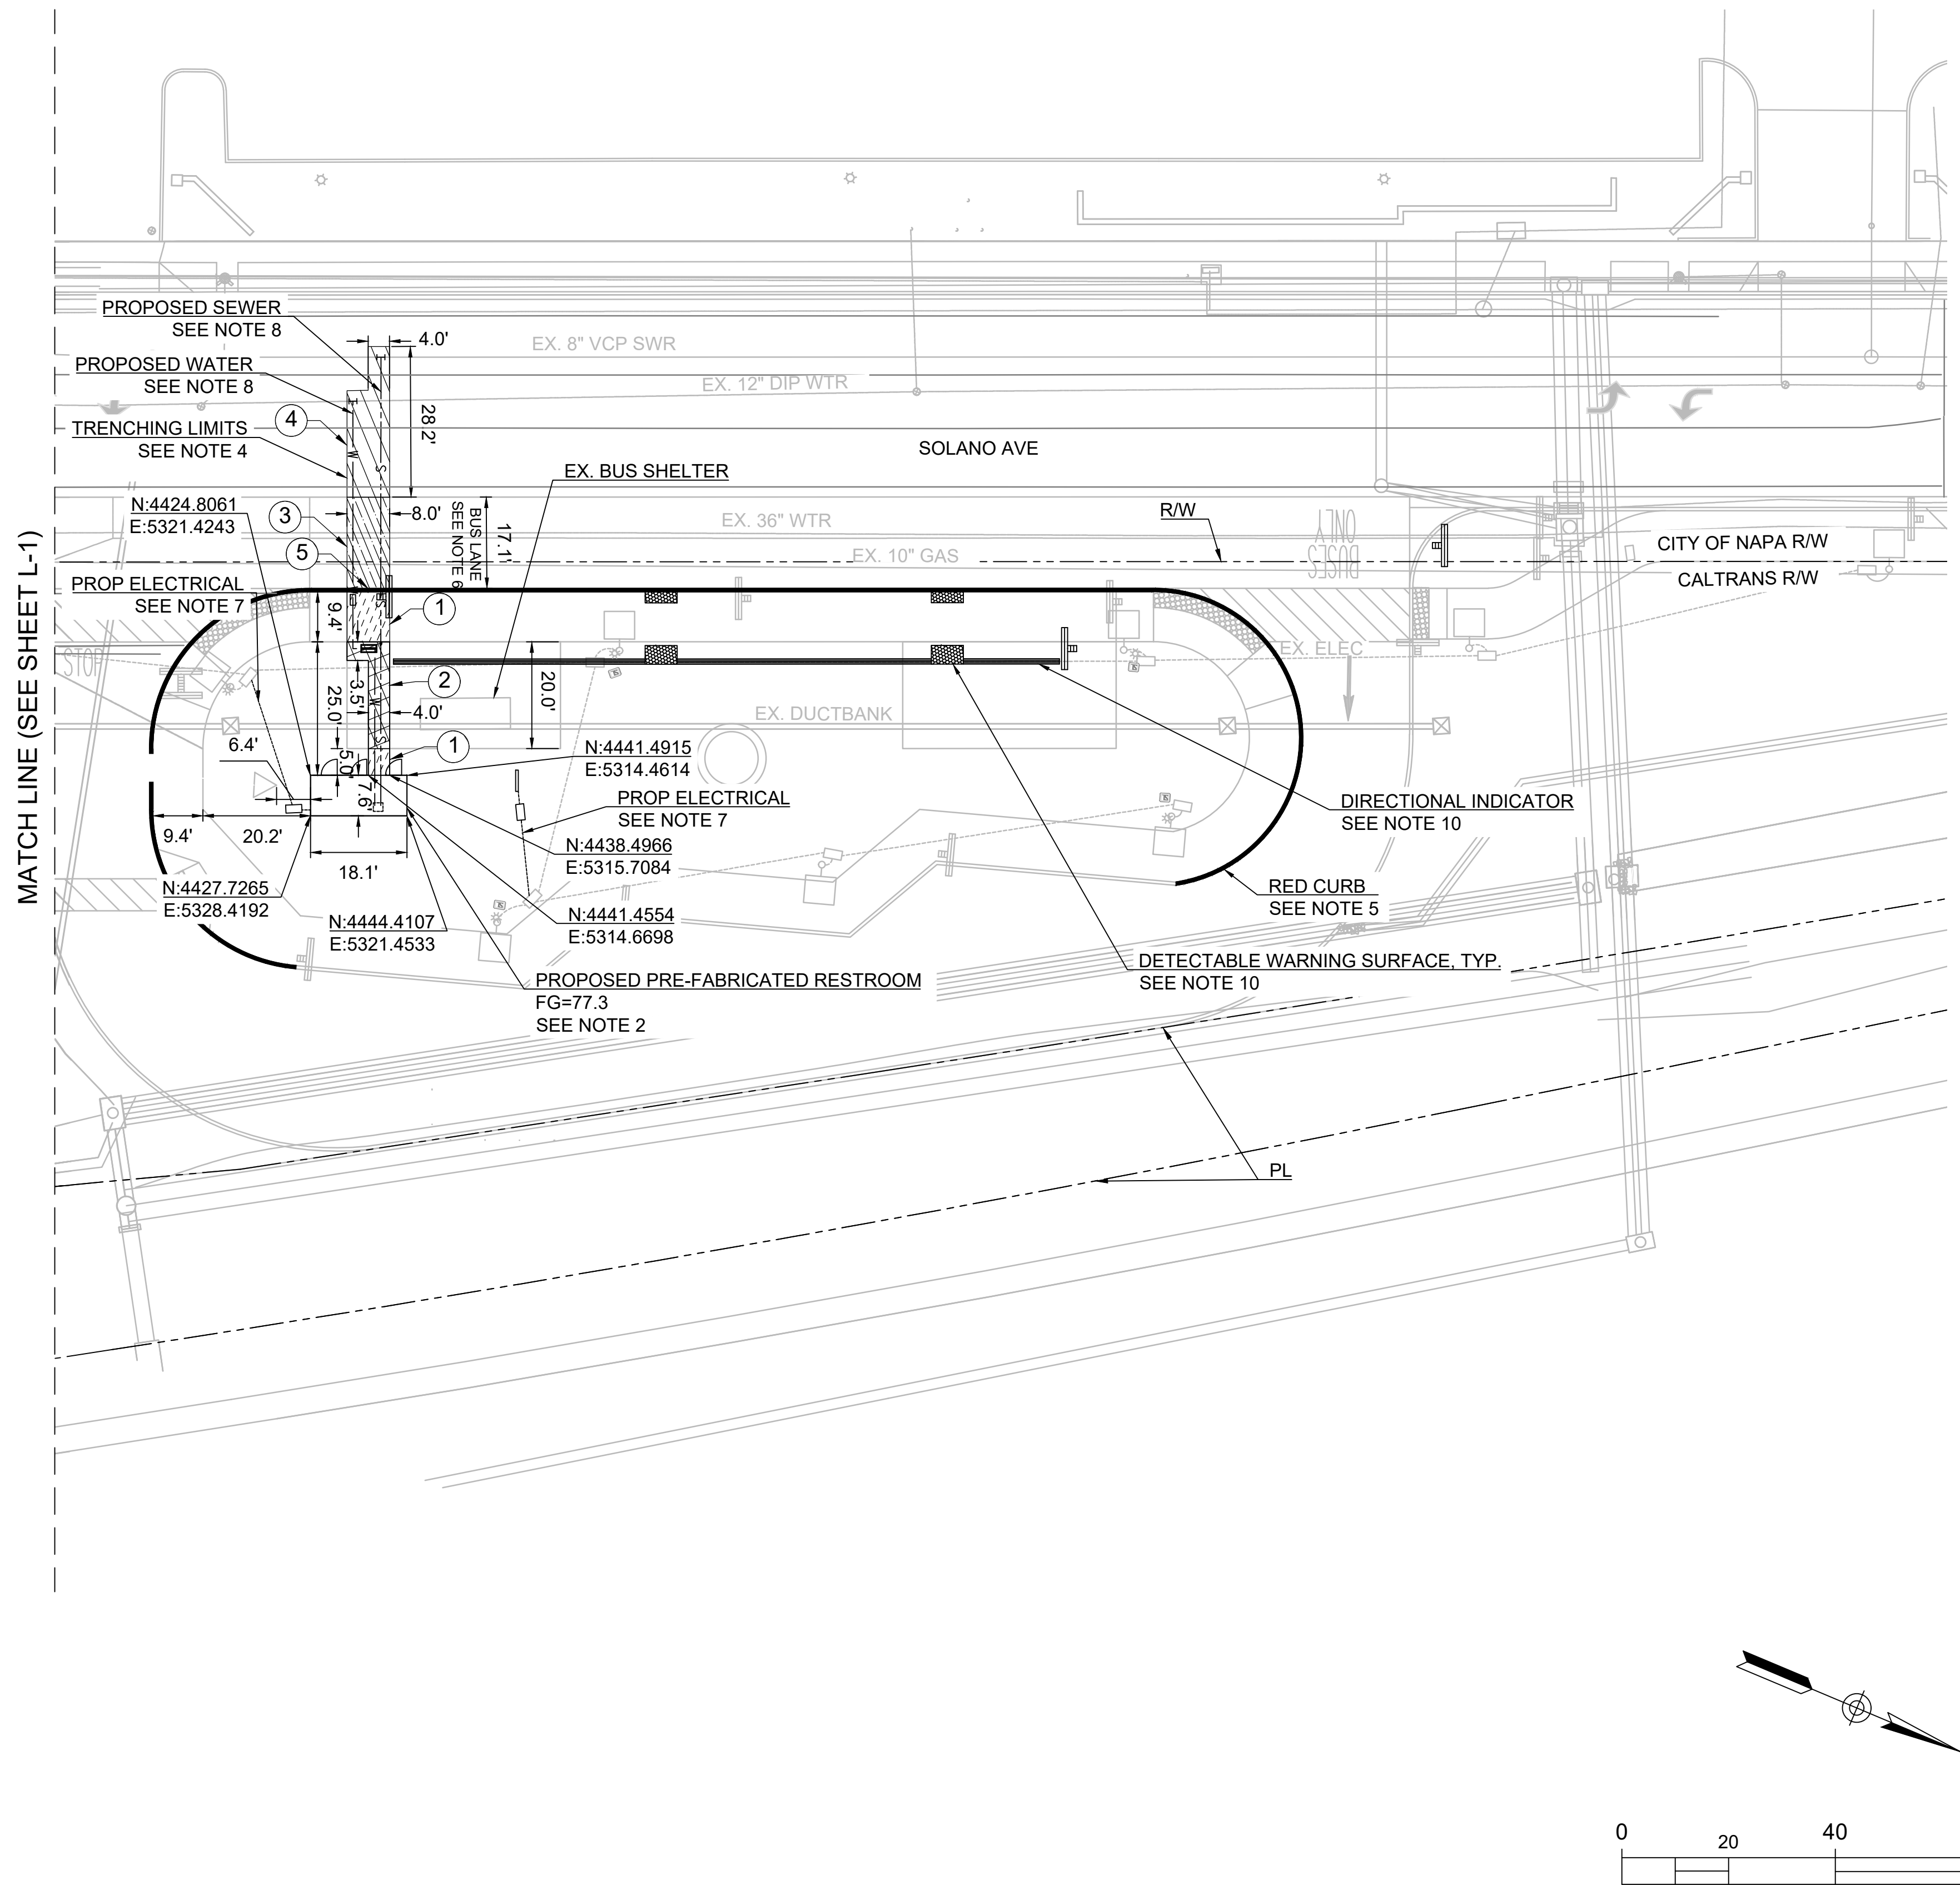 PROPOSED SEWER
SEE NOTE 8
4.0'
EX. 8" VCP SWR
PROPOSED WATER
SEE NOTE 8
EX. 12" DIP WTR
4
28.2'
TRENCHING LIMITS
SEE NOTE 4
SOLANO AVE
EX. BUS SHELTER
N:4424.8061
E:5321.4243
3
8.0'
BUS LANE
SEE NOTE 6
17.1'
EX. 36" WTR
R/W
BUSES
ONLY
CITY OF NAPA R/W
5
EX. 10" GAS
CALTRANS R/W
PROP ELECTRICAL
SEE NOTE 7
9.4'
1
W
S
STOP
EX. ELEC
MATCH LINE (SEE SHEET L-1)
2
3.5'
25.0'
20.0'
W
4.0'
EX. DUCTBANK
S
1
6.4'
5.0'
7.6'
N:4441.4915
E:5314.4614
PROP ELECTRICAL
SEE NOTE 7
DIRECTIONAL INDICATOR
SEE NOTE 10
9.4'
20.2'
N:4438.4966
E:5315.7084
18.1'
N:4427.7265
E:5328.4192
RED CURB
SEE NOTE 5
N:4444.4107
E:5321.4533
N:4441.4554
E:5314.6698
DETECTABLE WARNING SURFACE, TYP.
SEE NOTE 10
PROPOSED PRE-FABRICATED RESTROOM
FG=77.3
SEE NOTE 2
PL
0
20
40